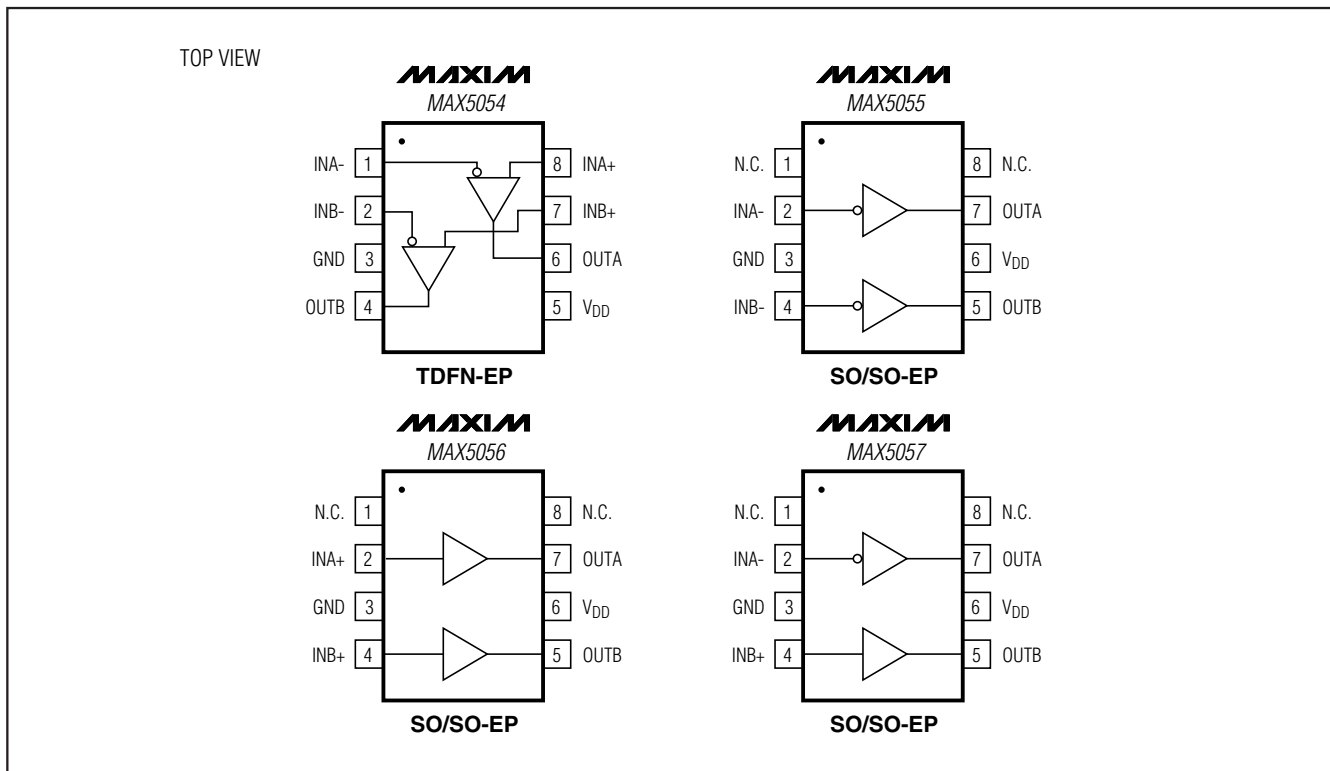 TOP VIEW
MAXIM
MAX5054
INA- 1 8 INA+
INB- 2 7 INB+
GND 3 6 OUTA
OUTB 4 5 VDD
TDFN-EP
MAXIM
MAX5055
N.C. 1 8 N.C.
INA- 2 7 OUTA
GND 3 6 VDD
INB- 4 5 OUTB
SO/SO-EP
MAXIM
MAX5056
N.C. 1 8 N.C.
INA+ 2 7 OUTA
GND 3 6 VDD
INB+ 4 5 OUTB
SO/SO-EP
MAXIM
MAX5057
N.C. 1 8 N.C.
INA- 2 7 OUTA
GND 3 6 VDD
INB+ 4 5 OUTB
SO/SO-EP